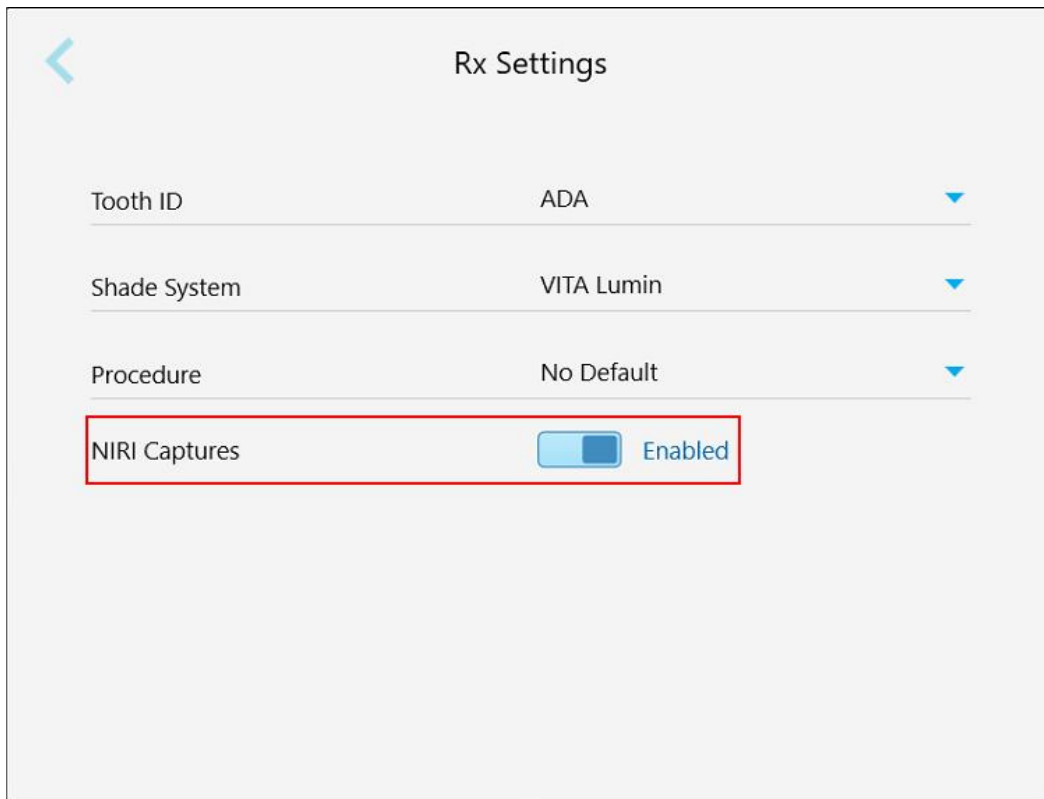 Rx Settings
Tooth ID ADA
Shade System VITA Lumin
Procedure No Default
NIRI Captures Enabled